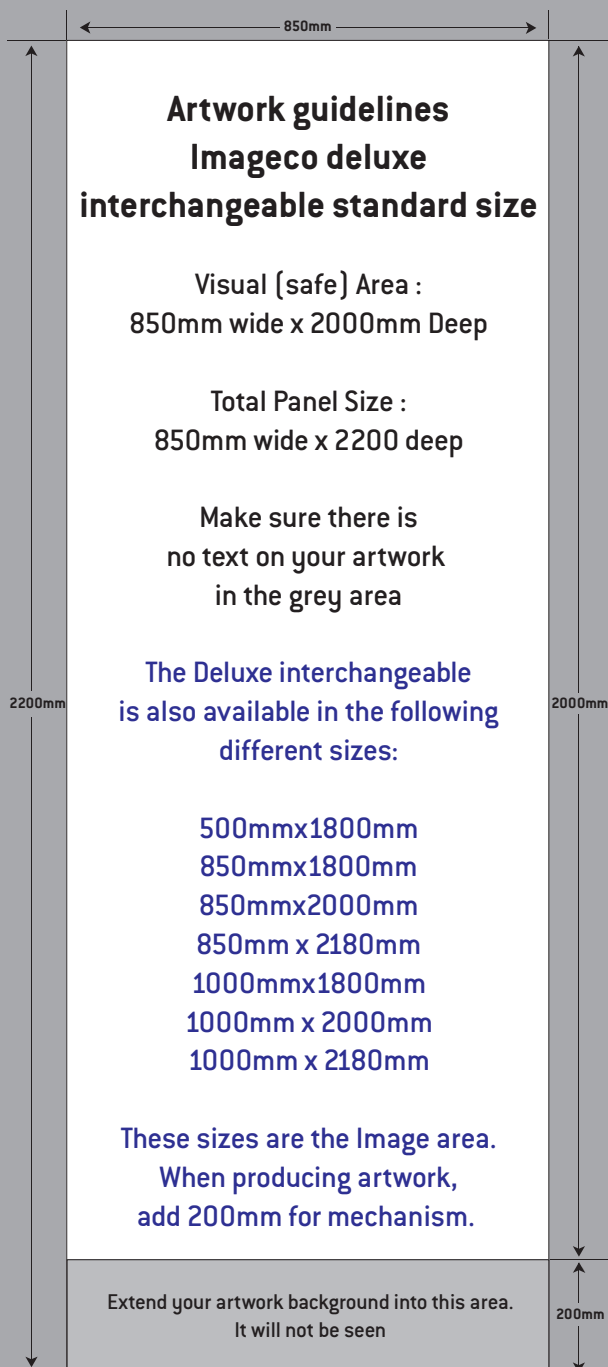 850mm
Artwork guidelines
Imageco deluxe
interchangeable standard size
Visual (safe) Area :
850mm wide x 2000mm Deep
Total Panel Size :
850mm wide x 2200 deep
Make sure there is
no text on your artwork
in the grey area
The Deluxe interchangeable
is also available in the following
different sizes:
2200mm
2000mm
500mmx1800mm
850mmx1800mm
850mmx2000mm
850mm x 2180mm
1000mmx1800mm
1000mm x 2000mm
1000mm x 2180mm
These sizes are the Image area.
When producing artwork,
add 200mm for mechanism.
Extend your artwork background into this area.
It will not be seen
200mm